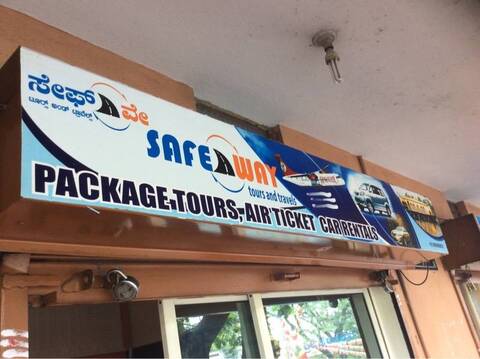 ಸೇಫ್ ವೇ
ಟೂರ್ಸ್ ಅಂಡ್ ಟ್ರಾವೆಲ್ಸ್
SAFE WAY
tours and travels
PACKAGE,TOURS, AIR TICKET CAR RENTALS